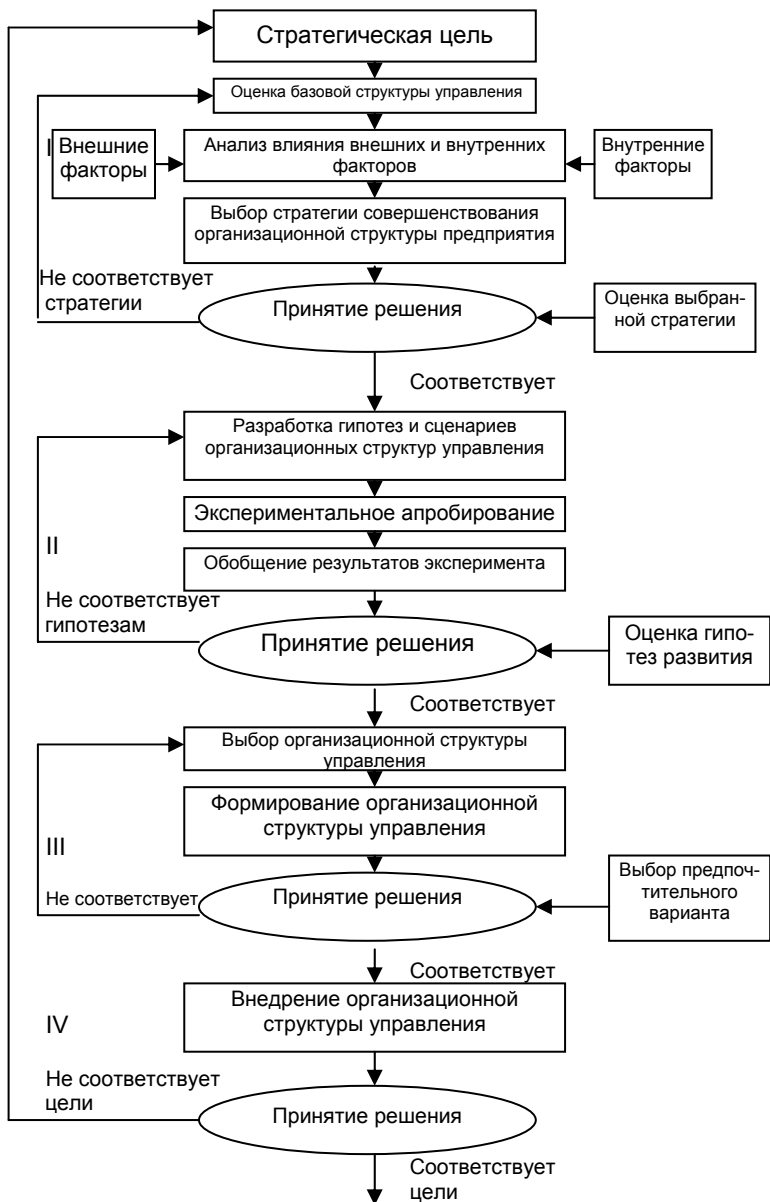 Стратегическая цель
Оценка базовой структуры управления
I
Внешние
факторы
Анализ влияния внешних и внутренних
факторов
Внутренние
факторы
Выбор стратегии совершенствования
организационной структуры предприятия
Не соответствует
стратегии
Принятие решения
Оценка выбран-
ной стратегии
Соответствует
Разработка гипотез и сценариев
организационных структур управления
Экспериментальное апробирование
II
Обобщение результатов эксперимента
Не соответствует
гипотезам
Принятие решения
Оценка гипо-
тез развития
Соответствует
Выбор организационной структуры
управления
Формирование организационной
структуры управления
III
Не соответствует
Принятие решения
Выбор предпоч-
тительного
варианта
Соответствует
Внедрение организационной
структуры управления
IV
Не соответствует
цели
Принятие решения
Соответствует
цели